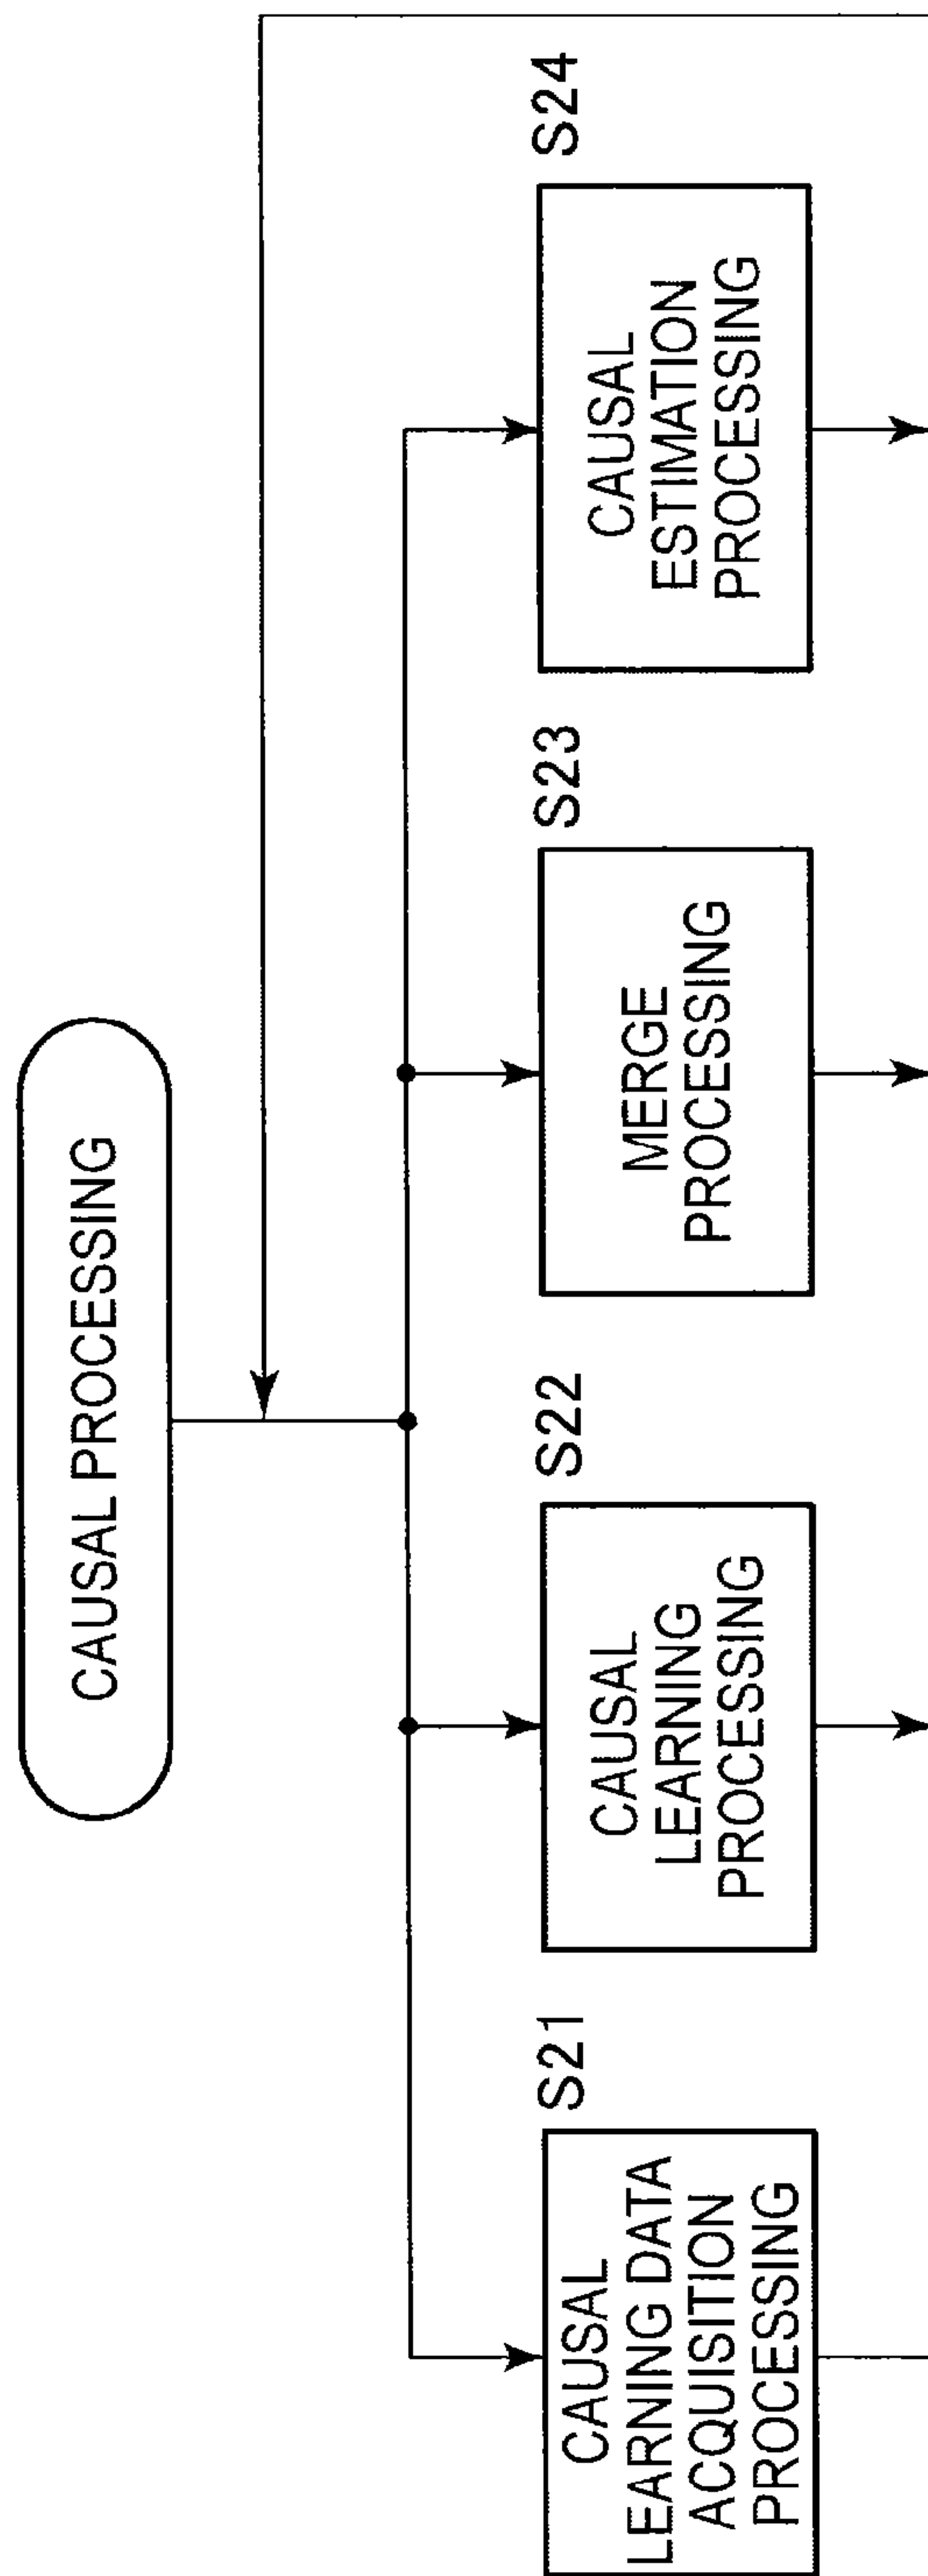 CAUSAL PROCESSING
S21
CAUSAL
LEARNING DATA
ACQUISITION
PROCESSING
S22
CAUSAL
LEARNING
PROCESSING
S23
MERGE
PROCESSING
S24
CAUSAL
ESTIMATION
PROCESSING